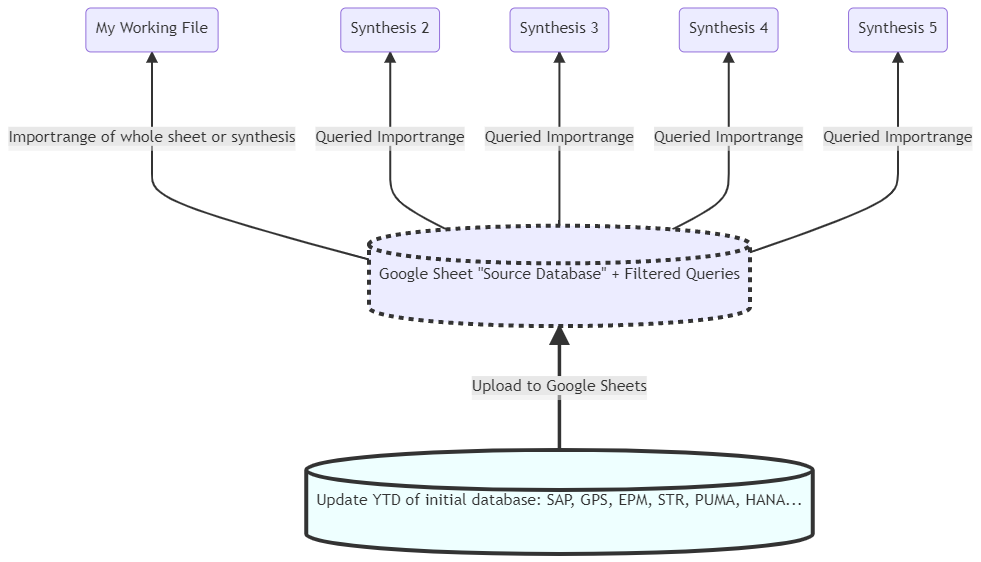 My Working File
Synthesis 2
Synthesis 3
Synthesis 4
Synthesis 5
Importrange of whole sheet or synthesis
Queried Importrange
Queried Importrange
Queried Importrange
Queried Importrange
Google Sheet "Source Database" + Filtered Queries
Upload to Google Sheets
Update YTD of initial database: SAP, GPS, EPM, STR, PUMA, HANA...